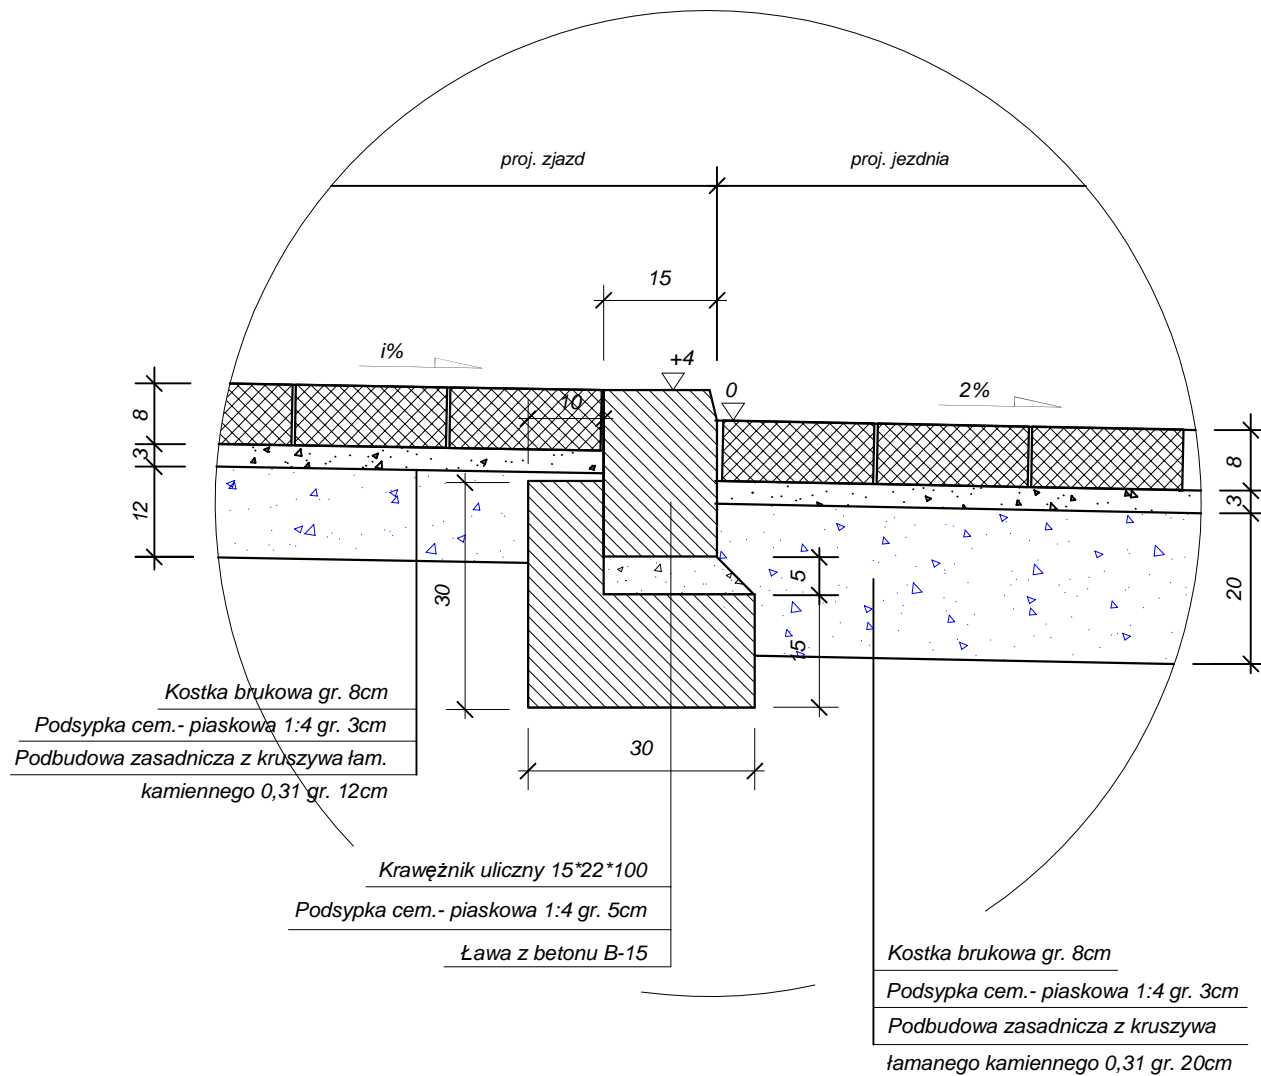 proj. zjazd
proj. jezdnia
15
i%
+4
0
2%
10
8
3
12
8
3
20
30
5
15
30
Kostka brukowa gr. 8cm
Podsypka cem.- piaskowa 1:4 gr. 3cm
Podbudowa zasadnicza z kruszywa łam.
kamiennego 0,31 gr. 12cm
Krawężnik uliczny 15*22*100
Podsypka cem.- piaskowa 1:4 gr. 5cm
Ława z betonu B-15
Kostka brukowa gr. 8cm
Podsypka cem.- piaskowa 1:4 gr. 3cm
Podbudowa zasadnicza z kruszywa
łamanego kamiennego 0,31 gr. 20cm